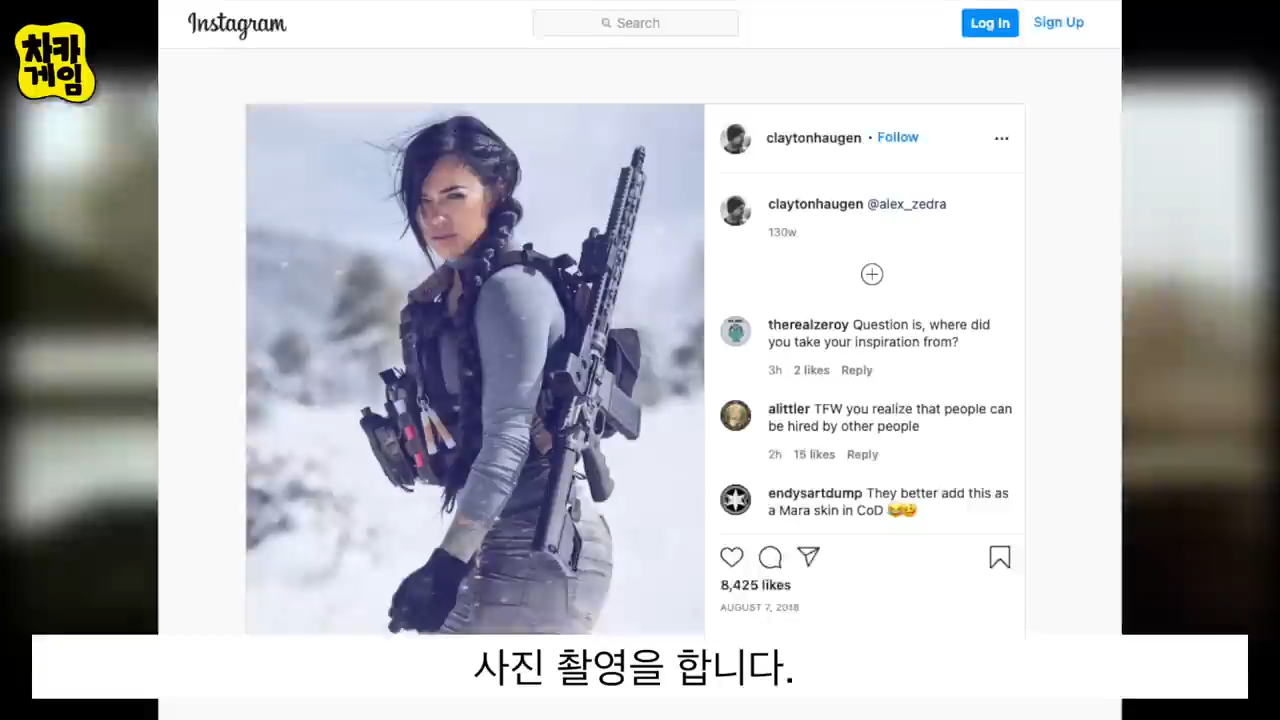 차카
게임
Instagram
Search
Log In
Sign Up
claytonhaugen • Follow
claytonhaugen @alex_zedra
130w
therealzeroy Question is, where did
you take your inspiration from?
3h 2 likes Reply
alittler TFW you realize that people can
be hired by other people
2h 15 likes Reply
endysartdump They better add this as
a Mara skin in CoD 😂🥴
8,425 likes
AUGUST 7, 2018
사진 촬영을 합니다.